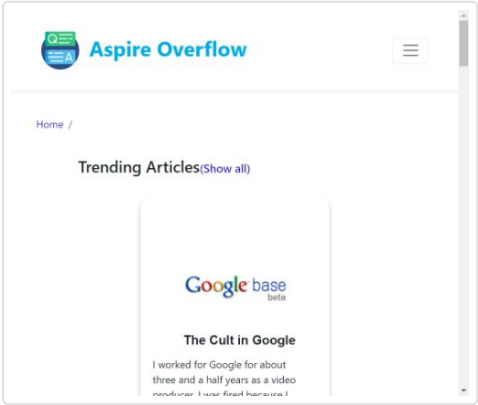 Q
A
Aspire Overflow
Home /
Trending Articles(Show all)
Google base
beta
The Cult in Google
I worked for Google for about
three and a half years as a video
producer. I was fired because I